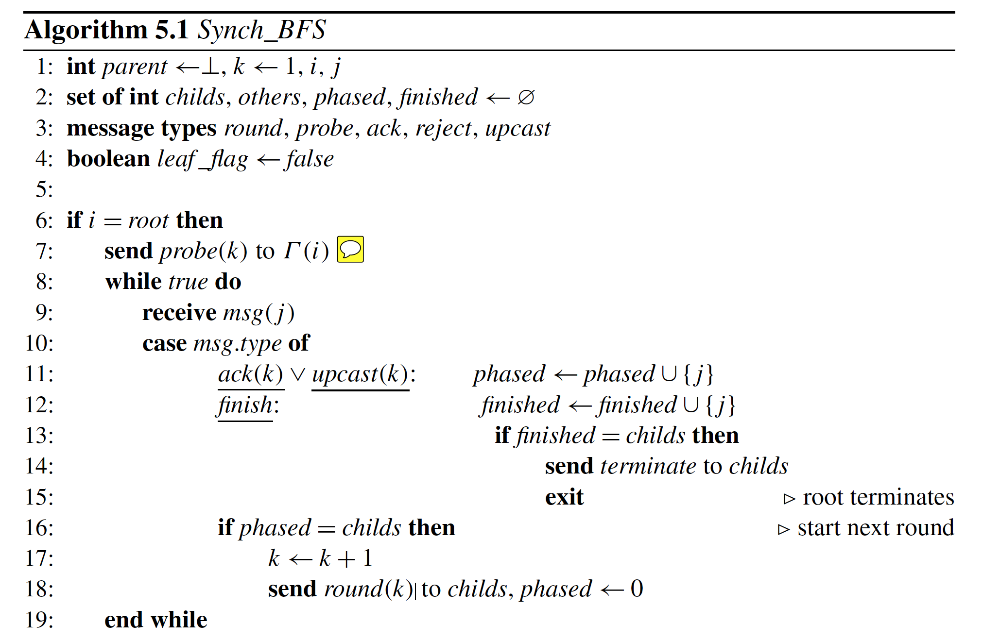 Algorithm 5.1 Synch_BFS
1: int parent ←⊥, k ← 1, i, j
2: set of int childs, others, phased, finished ← ∅
3: message types round, probe, ack, reject, upcast
4: boolean leaf_flag ← false
5:
6: if i = root then
7: send probe(k) to Γ(i)
8: while true do
9: receive msg(j)
10: case msg.type of
11: ack(k) ∨ upcast(k): phased ← phased ∪ {j}
12: finish: finished ← finished ∪ {j}
13: if finished = childs then
14: send terminate to childs
15: exit ▷ root terminates
16: if phased = childs then ▷ start next round
17: k ← k + 1
18: send round(k) to childs, phased ← 0
19: end while